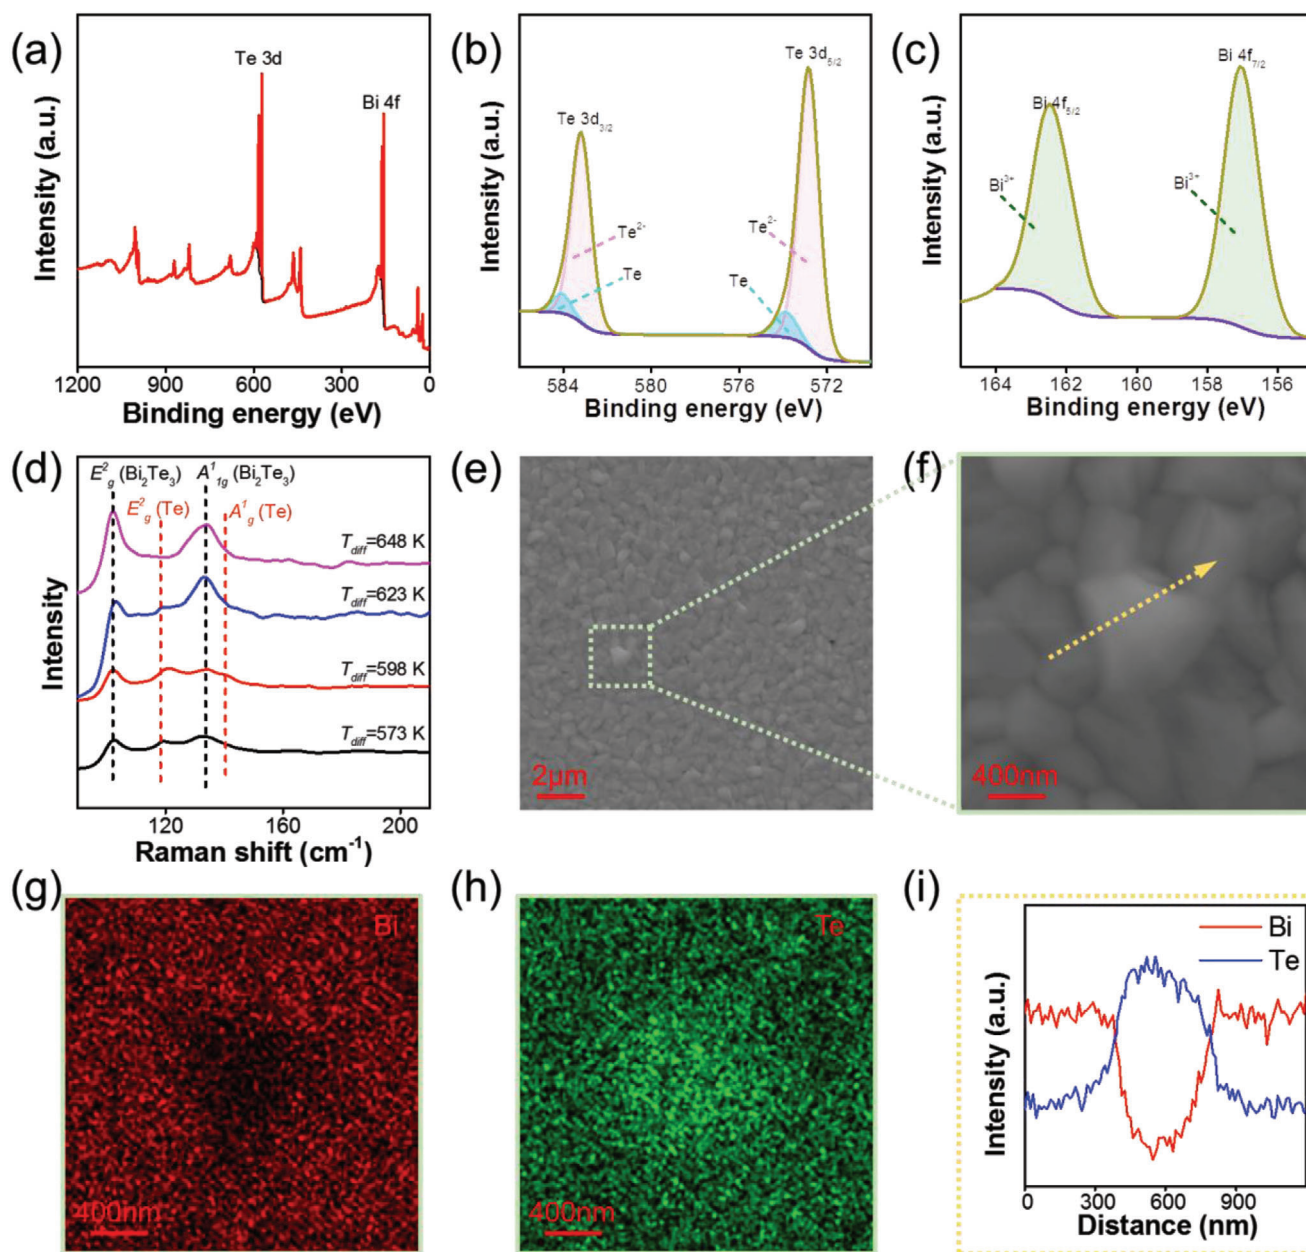 (a)
Te 3d
Bi 4f
Intensity (a.u.)
1200 900 600 300 0
Binding energy (eV)
(b)
Te 3d5/2
Te 3d3/2
Te2-
Te2-
Te
Te
Intensity (a.u.)
584 580 576 572
Binding energy (eV)
(c)
Bi 4f7/2
Bi 4f5/2
Bi3+
Bi3+
Intensity (a.u.)
164 162 160 158 156
Binding energy (eV)
(d)
E2g (Bi2Te3) A11g (Bi2Te3)
E2g (Te) A1g (Te)
Tdiff=648 K
Tdiff=623 K
Tdiff=598 K
Tdiff=573 K
Intensity
120 160 200
Raman shift (cm-1)
(e)
2μm
(f)
400nm
(g)
Bi
400nm
(h)
Te
400nm
(i)
Bi
Te
Intensity (a.u.)
0 300 600 900
Distance (nm)